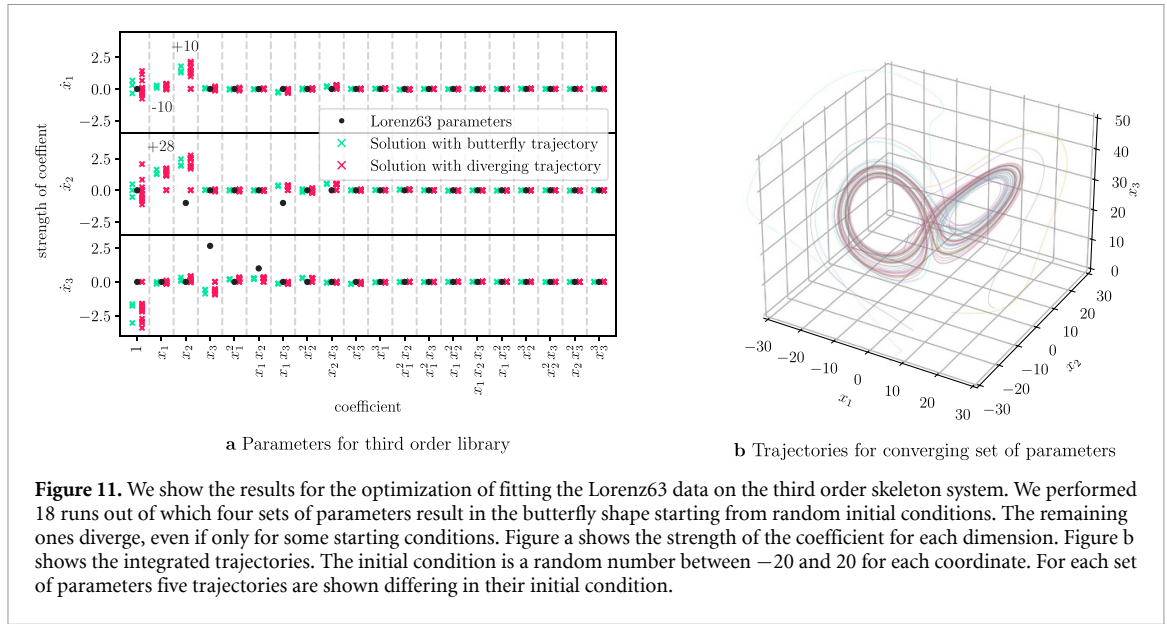 +10
2.5
0.0
−2.5
ẋ₁
-10
Lorenz63 parameters
Solution with butterfly trajectory
Solution with diverging trajectory
+28
2.5
0.0
−2.5
ẋ₂
strength of coefficient
2.5
0.0
−2.5
ẋ₃
1
x₁
x₂
x₃
x₁²
x₁ x₂
x₁ x₃
x₂²
x₂ x₃
x₃²
x₁³
x₁² x₂
x₁² x₃
x₁ x₂²
x₁ x₂ x₃
x₁ x₃²
x₂³
x₂² x₃
x₂ x₃²
x₃³
coefficient
a Parameters for third order library
50
40
30
20
10
0
x₃
30
20
10
0
−10
−20
−30
x₂
−30
−20
−10
0
10
20
30
x₁
b Trajectories for converging set of parameters
Figure 11. We show the results for the optimization of fitting the Lorenz63 data on the third order skeleton system. We performed
18 runs out of which four sets of parameters result in the butterfly shape starting from random initial conditions. The remaining
ones diverge, even if only for some starting conditions. Figure a shows the strength of the coefficient for each dimension. Figure b
shows the integrated trajectories. The initial condition is a random number between −20 and 20 for each coordinate. For each set
of parameters five trajectories are shown differing in their initial condition.